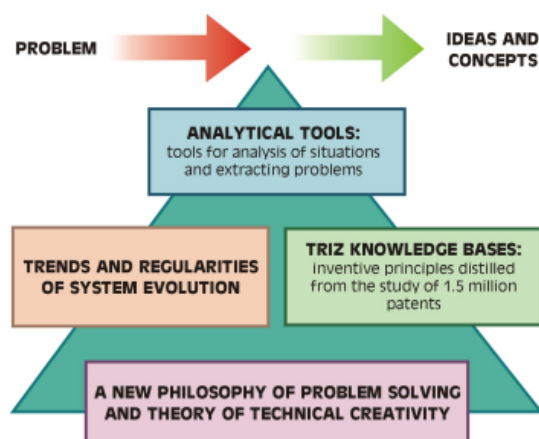 PROBLEM
IDEAS AND
CONCEPTS
ANALYTICAL TOOLS:
tools for analysis of situations
and extracting problems
TRENDS AND REGULARITIES
OF SYSTEM EVOLUTION
TRIZ KNOWLEDGE BASES:
inventive principles distilled
from the study of 1.5 million
patents
A NEW PHILOSOPHY OF PROBLEM SOLVING
AND THEORY OF TECHNICAL CREATIVITY